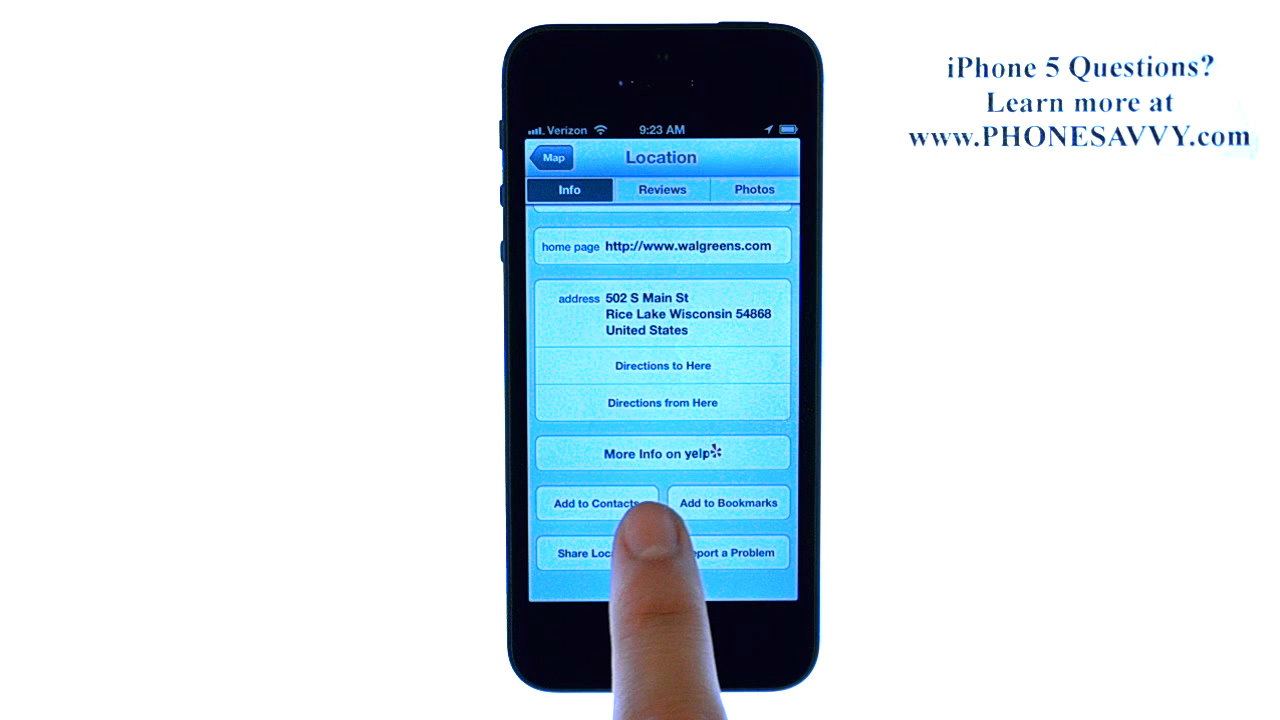 iPhone 5 Questions?
Learn more at
www.PHONESAVVY.com
Verizon 9:23 AM
Map Location
Info Reviews Photos
home page http://www.walgreens.com
address 502 S Main St
Rice Lake Wisconsin 54868
United States
Directions to Here
Directions from Here
More Info on yelp
Add to Contacts Add to Bookmarks
Share a Problem